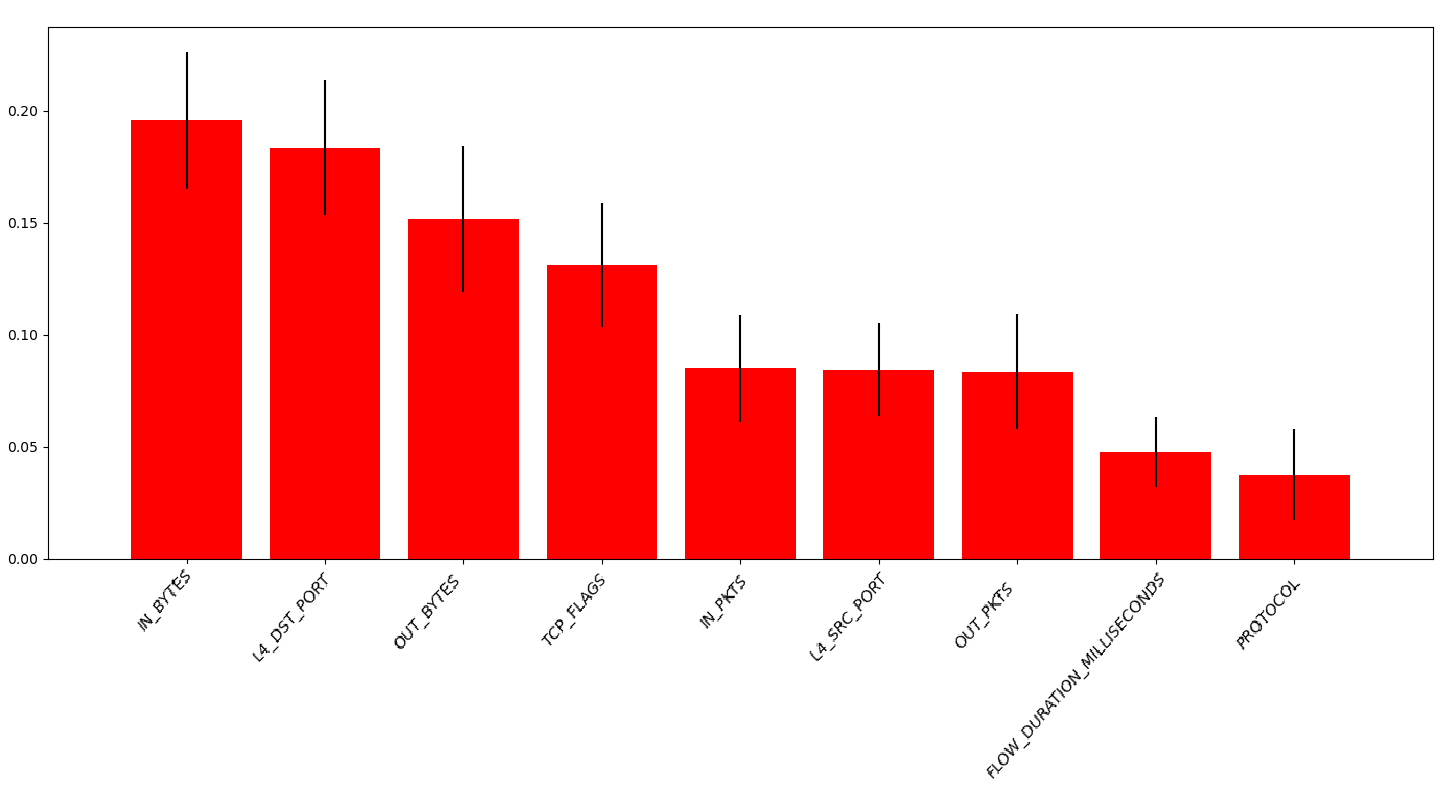 0.20
0.15
0.10
0.05
0.00
IN_BYTES
L4_DST_PORT
OUT_BYTES
TCP_FLAGS
IN_PKTS
L4_SRC_PORT
OUT_PKTS
FLOW_DURATION_MILLISECONDS
PROTOCOL